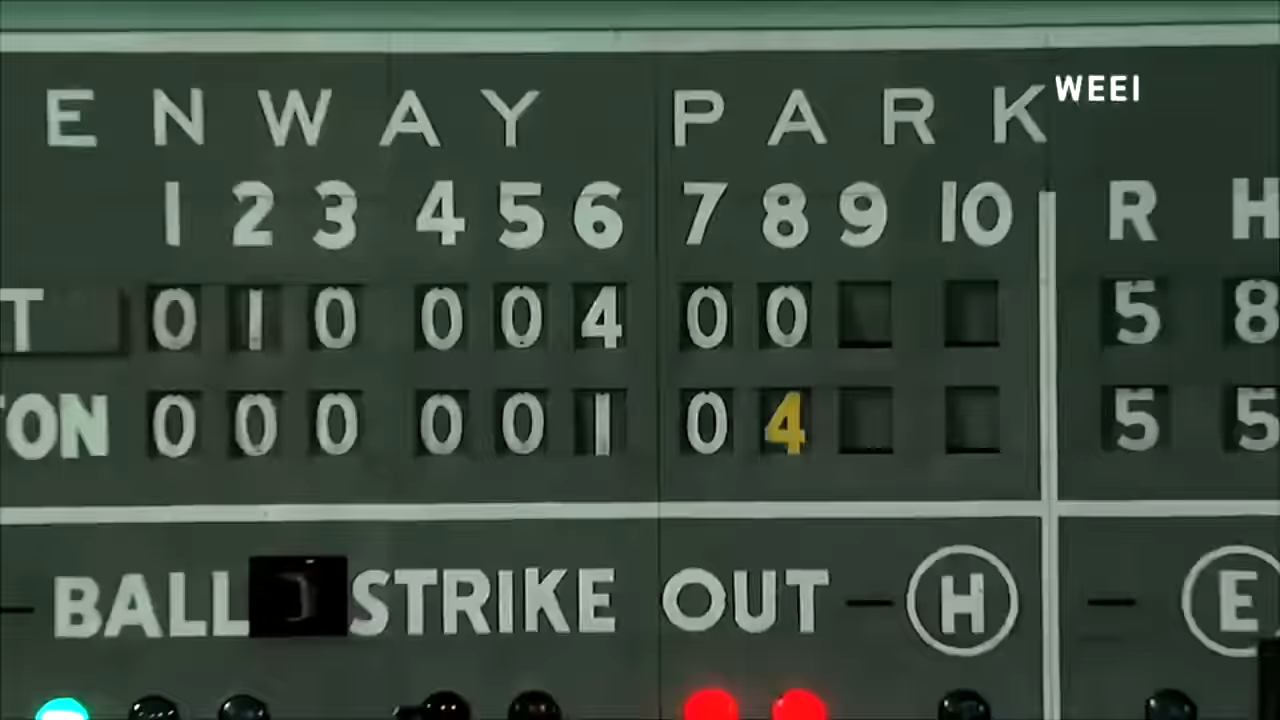 WEEI
ENWAY PARK
1 2 3 4 5 6 7 8 9 10 R H
T 0 1 0 0 0 4 0 0 5 8
TON 0 0 0 0 0 1 0 4 5 5
BALL STRIKE OUT H E